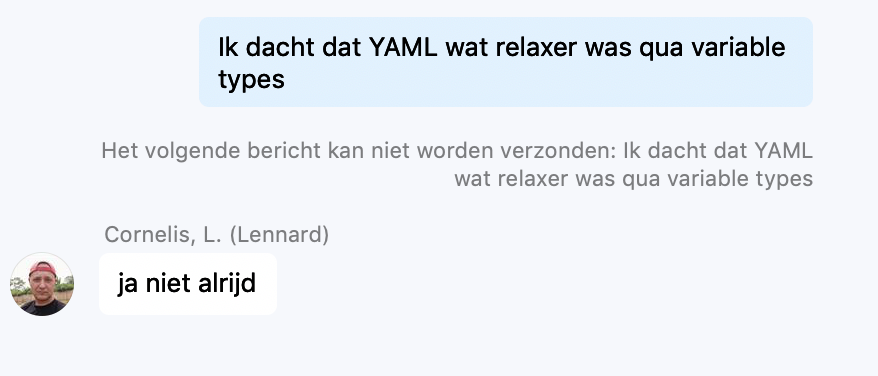 Ik dacht dat YAML wat relaxer was qua variable
types
Het volgende bericht kan niet worden verzonden: Ik dacht dat YAML
wat relaxer was qua variable types
Cornelis, L. (Lennard)
ja niet alrijd